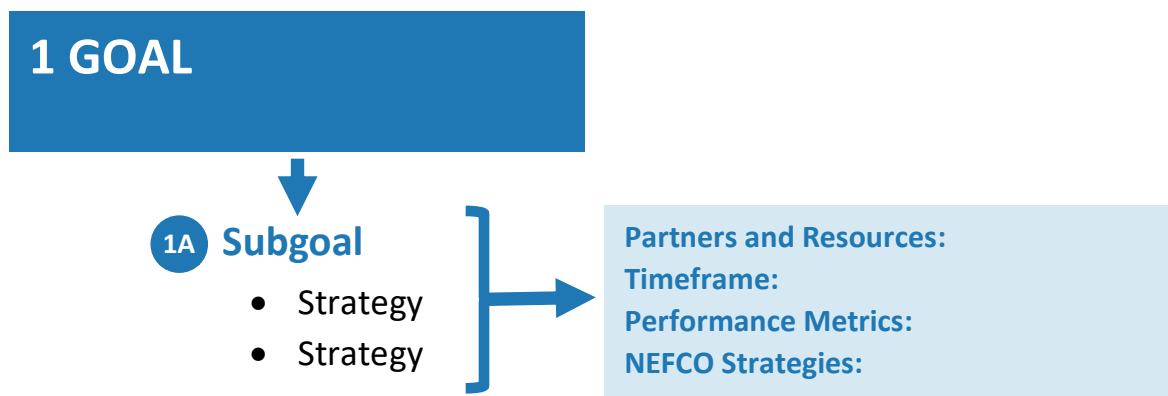 1 GOAL
1A Subgoal
• Strategy
• Strategy
Partners and Resources:
Timeframe:
Performance Metrics:
NEFCO Strategies: